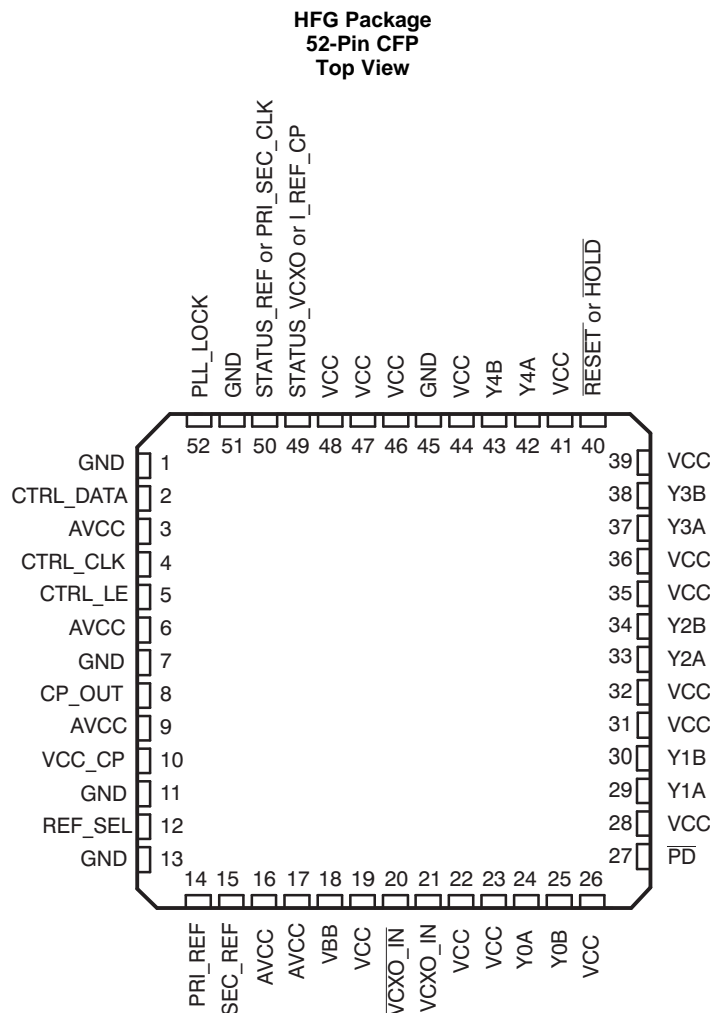 HFG Package
52-Pin CFP
Top View
PLL_LOCK
GND
STATUS_REF or PRI_SEC_CLK
STATUS_VCXO or I_REF_CP
VCC
VCC
VCC
GND
VCC
Y4B
Y4A
VCC
RESET or HOLD
52 51 50 49 48 47 46 45 44 43 42 41 40
GND 1
CTRL_DATA 2
AVCC 3
CTRL_CLK 4
CTRL_LE 5
AVCC 6
GND 7
CP_OUT 8
AVCC 9
VCC_CP 10
GND 11
REF_SEL 12
GND 13
39 VCC
38 Y3B
37 Y3A
36 VCC
35 VCC
34 Y2B
33 Y2A
32 VCC
31 VCC
30 Y1B
29 Y1A
28 VCC
27 PD
14 15 16 17 18 19 20 21 22 23 24 25 26
PRI_REF
SEC_REF
AVCC
AVCC
VBB
VCC
VCXO_IN
VCXO_IN
VCC
VCC
Y0A
Y0B
VCC